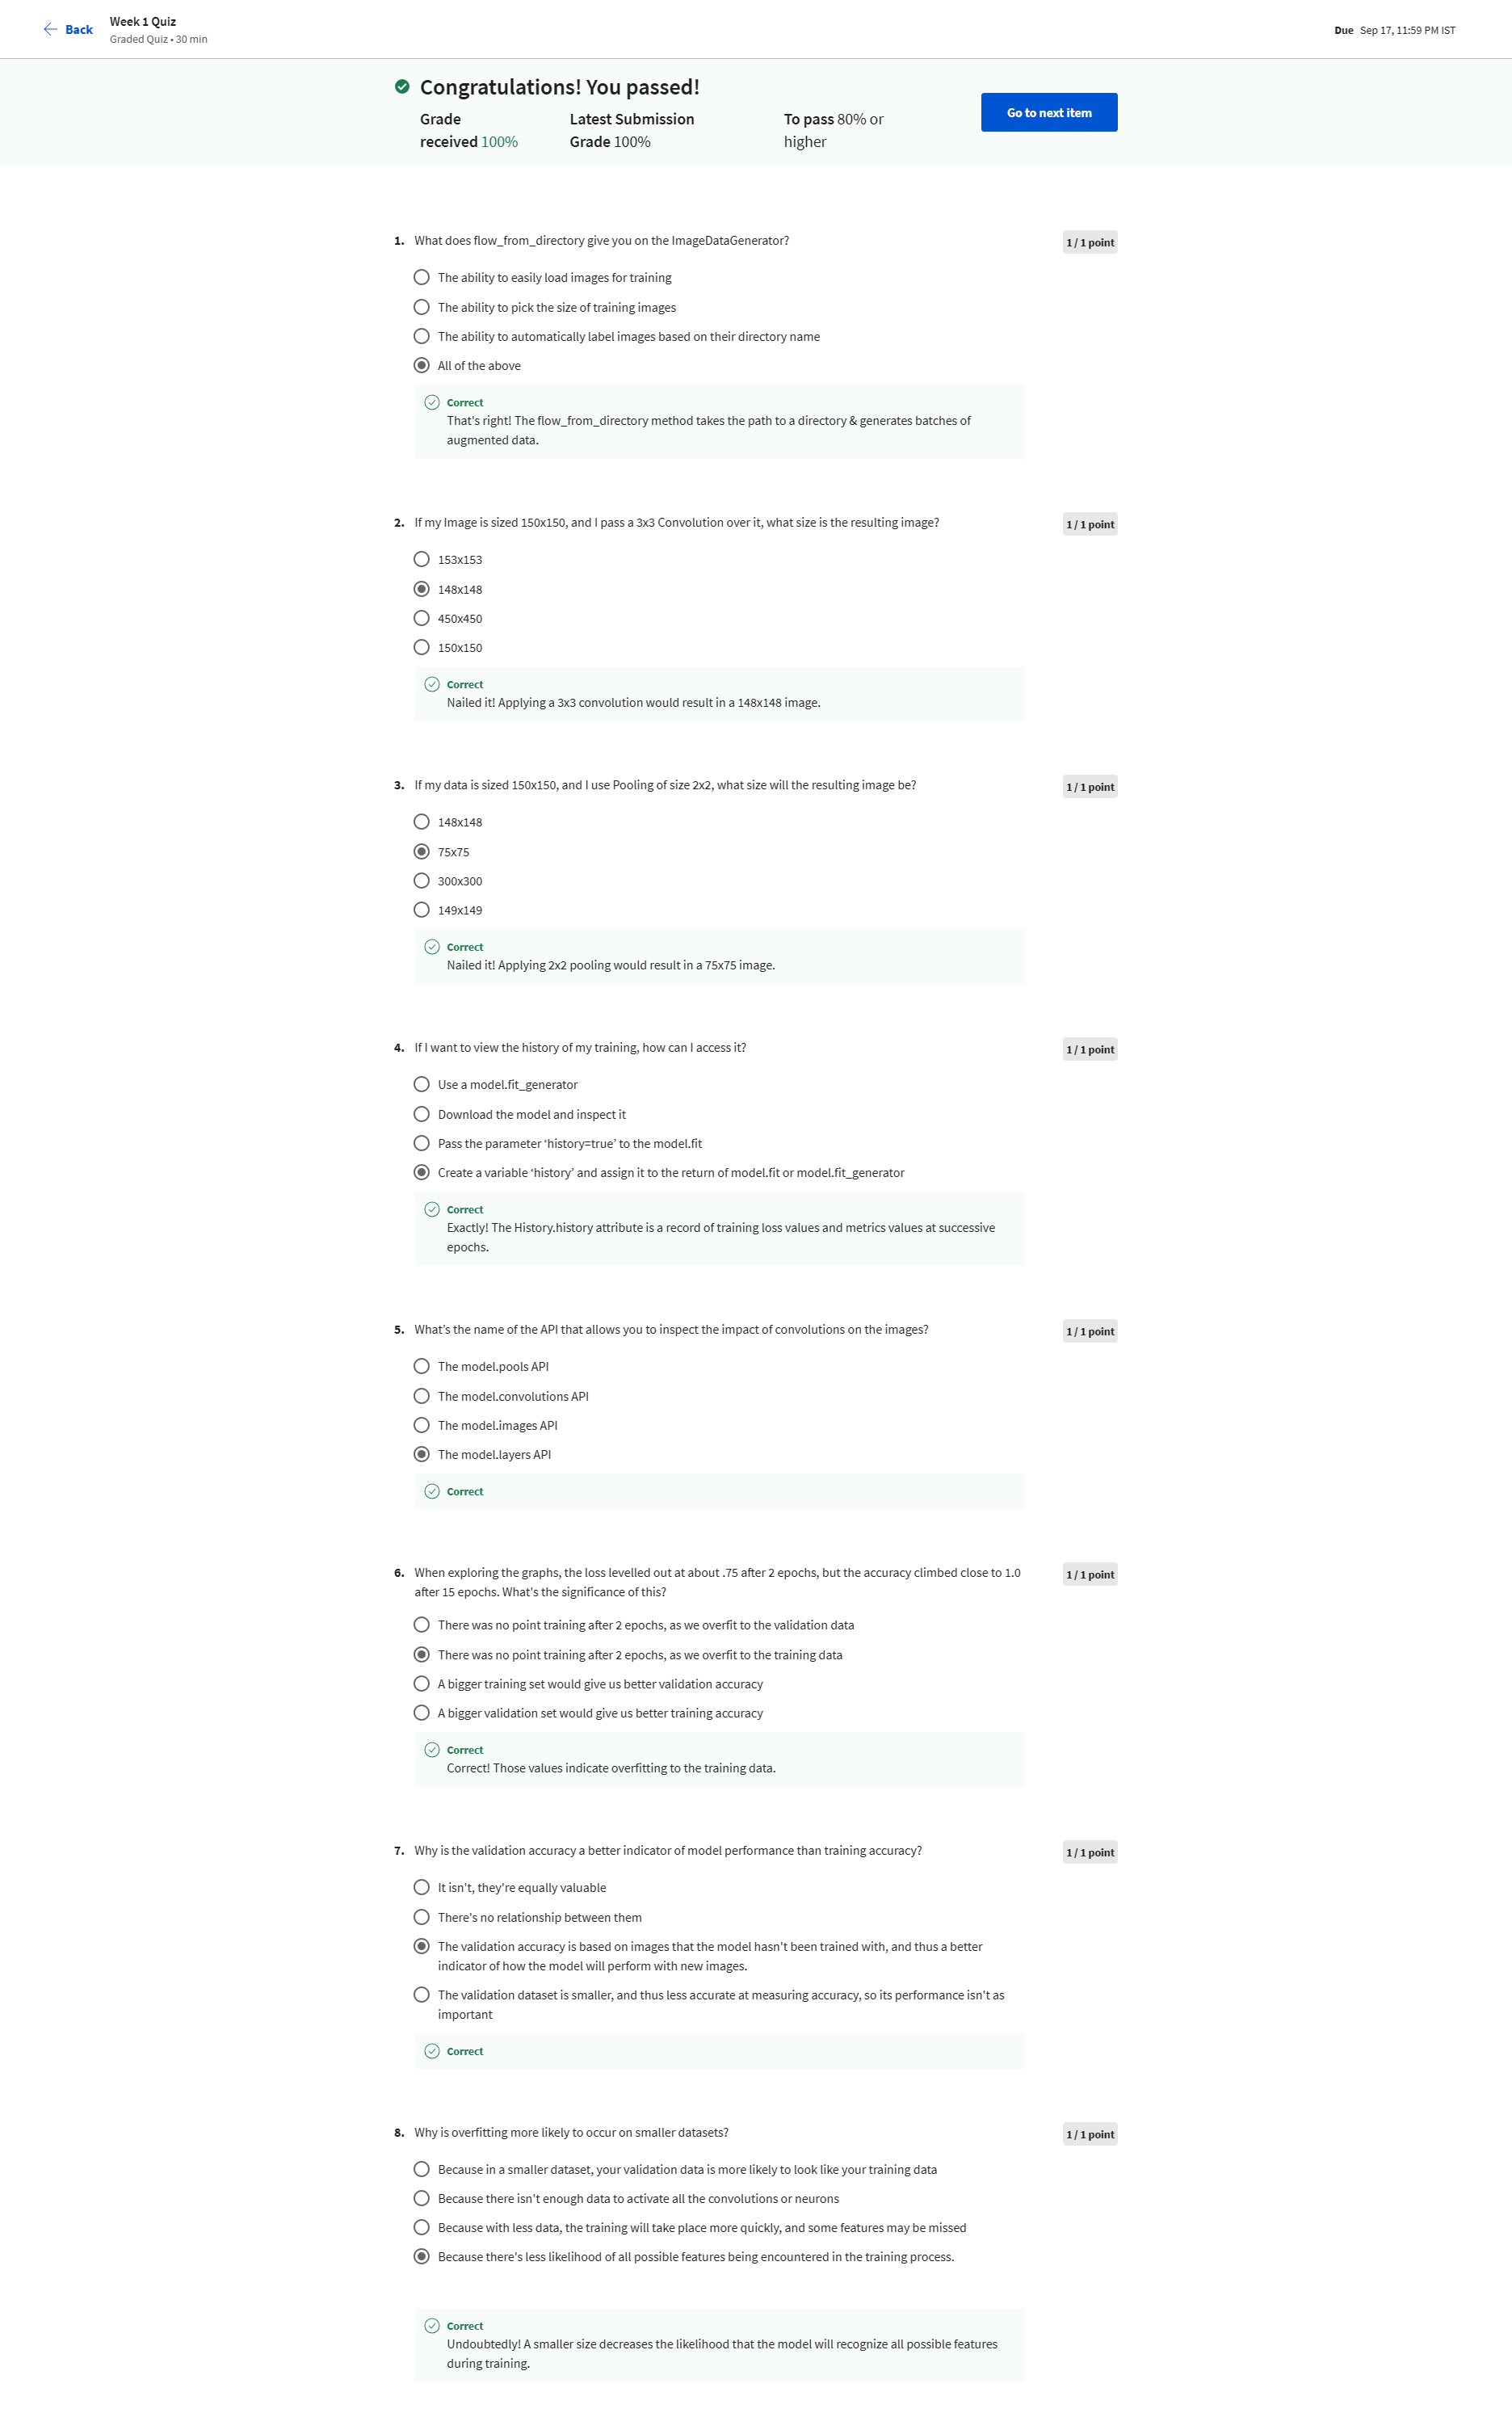 Back
Week 1 Quiz
Graded Quiz • 30 min
Due Sep 17, 11:59 PM IST
Congratulations! You passed!
Grade
received 100%
Latest Submission
Grade 100%
To pass 80% or
higher
Go to next item
1. What does flow_from_directory give you on the ImageDataGenerator?
1 / 1 point
The ability to easily load images for training
The ability to pick the size of training images
The ability to automatically label images based on their directory name
All of the above
Correct
That's right! The flow_from_directory method takes the path to a directory & generates batches of
augmented data.
2. If my Image is sized 150x150, and I pass a 3x3 Convolution over it, what size is the resulting image?
1 / 1 point
153x153
148x148
450x450
150x150
Correct
Nailed it! Applying a 3x3 convolution would result in a 148x148 image.
3. If my data is sized 150x150, and I use Pooling of size 2x2, what size will the resulting image be?
1 / 1 point
148x148
75x75
300x300
149x149
Correct
Nailed it! Applying 2x2 pooling would result in a 75x75 image.
4. If I want to view the history of my training, how can I access it?
1 / 1 point
Use a model.fit_generator
Download the model and inspect it
Pass the parameter ‘history=true’ to the model.fit
Create a variable ‘history’ and assign it to the return of model.fit or model.fit_generator
Correct
Exactly! The History.history attribute is a record of training loss values and metrics values at successive
epochs.
5. What’s the name of the API that allows you to inspect the impact of convolutions on the images?
1 / 1 point
The model.pools API
The model.convolutions API
The model.images API
The model.layers API
Correct
6. When exploring the graphs, the loss levelled out at about .75 after 2 epochs, but the accuracy climbed close to 1.0
after 15 epochs. What's the significance of this?
1 / 1 point
There was no point training after 2 epochs, as we overfit to the validation data
There was no point training after 2 epochs, as we overfit to the training data
A bigger training set would give us better validation accuracy
A bigger validation set would give us better training accuracy
Correct
Correct! Those values indicate overfitting to the training data.
7. Why is the validation accuracy a better indicator of model performance than training accuracy?
1 / 1 point
It isn't, they're equally valuable
There's no relationship between them
The validation accuracy is based on images that the model hasn't been trained with, and thus a better
indicator of how the model will perform with new images.
The validation dataset is smaller, and thus less accurate at measuring accuracy, so its performance isn't as
important
Correct
8. Why is overfitting more likely to occur on smaller datasets?
1 / 1 point
Because in a smaller dataset, your validation data is more likely to look like your training data
Because there isn't enough data to activate all the convolutions or neurons
Because with less data, the training will take place more quickly, and some features may be missed
Because there's less likelihood of all possible features being encountered in the training process.
Correct
Undoubtedly! A smaller size decreases the likelihood that the model will recognize all possible features
during training.